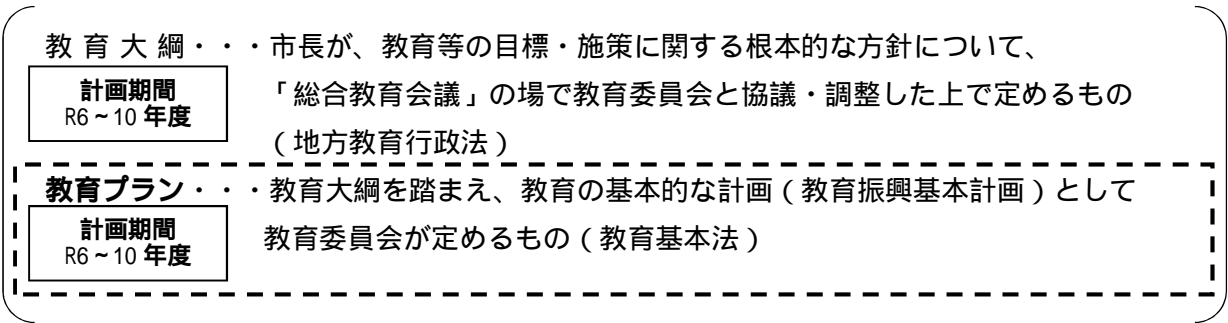 教 育 大 綱・・・市長が、教育等の目標・施策に関する根本的な方針について、
計画期間
R6~10 年度
「総合教育会議」の場で教育委員会と協議・調整した上で定めるもの
(地方教育行政法)
教育プラン・・・教育大綱を踏まえ、教育の基本的な計画(教育振興基本計画)として
計画期間
R6~10 年度
教育委員会が定めるもの(教育基本法)